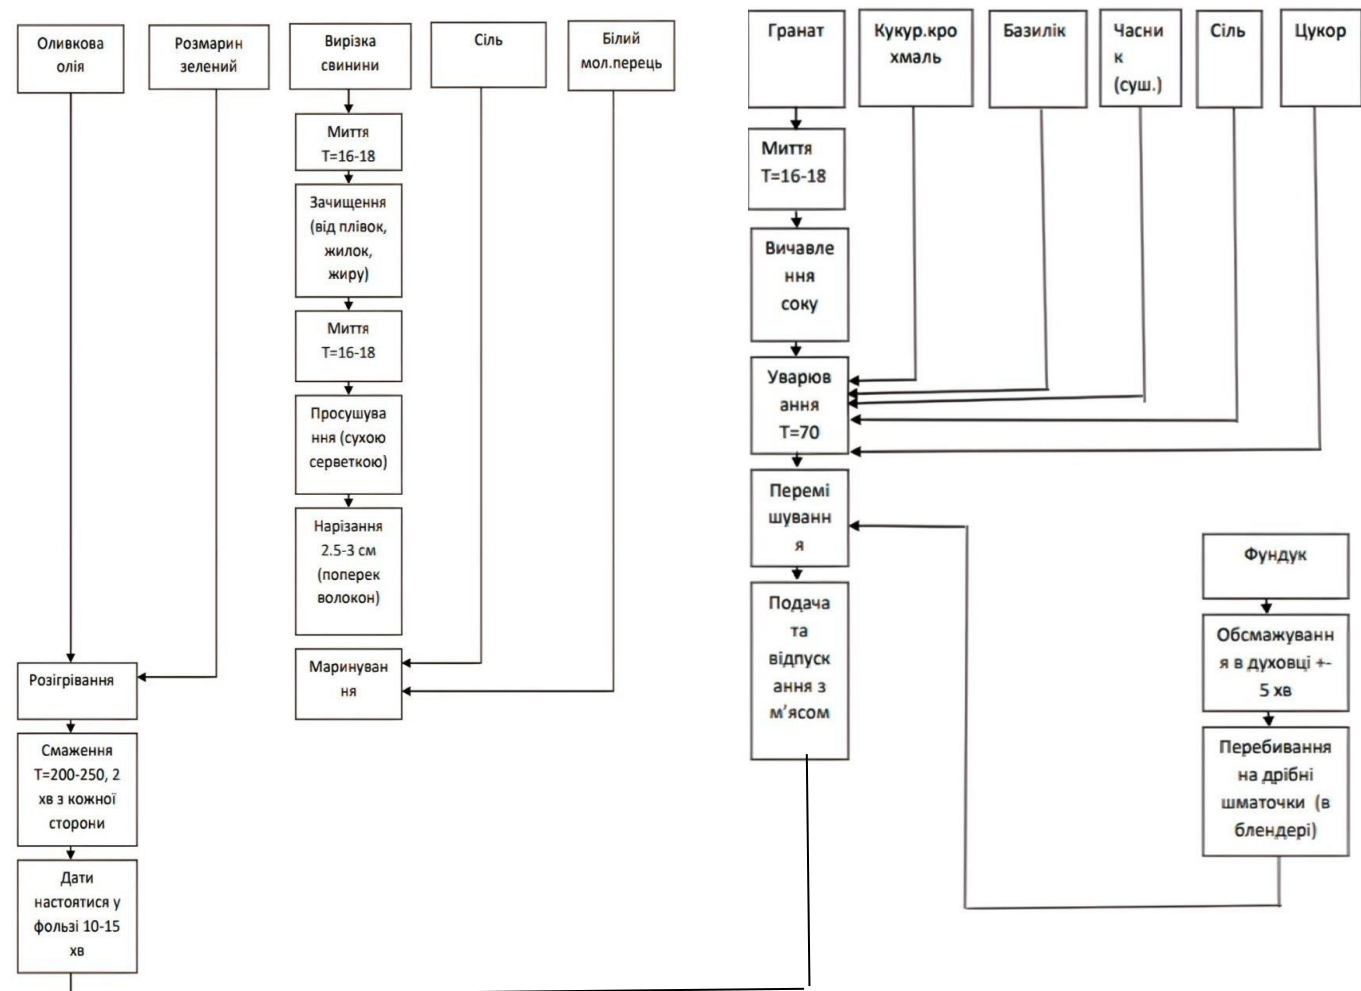 Оливкова
олія
Розмарин
зелений
Вирізка
свинини
Сіль
Білий
мол.перець
Миття
Т=16-18
Зачищення
(від плівок,
жилок,
жиру)
Миття
Т=16-18
Просушува
ння (сухою
серветкою)
Нарізання
2.5-3 см
(поперек
волокон)
Маринуван
ня
Розігрівання
Смаження
Т=200-250, 2
хв з кожної
сторони
Дати
настоятися у
фользі 10-15
хв
Гранат
Кукур.кро
хмаль
Базилік
Часни
к
(суш.)
Сіль
Цукор
Миття
Т=16-18
Вичавле
ння
соку
Уварюв
ання
Т=70
Перемі
шуванн
я
Подача
та
відпуск
ання з
м'ясом
Фундук
Обсмажуванн
я в духовці +-
5 хв
Перебивання
на дрібні
шматочки (в
блендері)